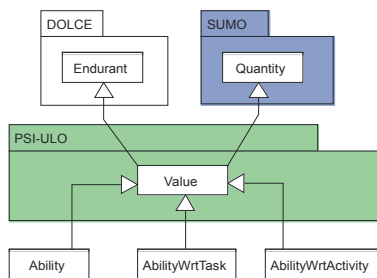 DOLCE
SUMO
Endurant
Quantity
PSI-ULO
Value
Ability
AbilityWrtTask
AbilityWrtActivity